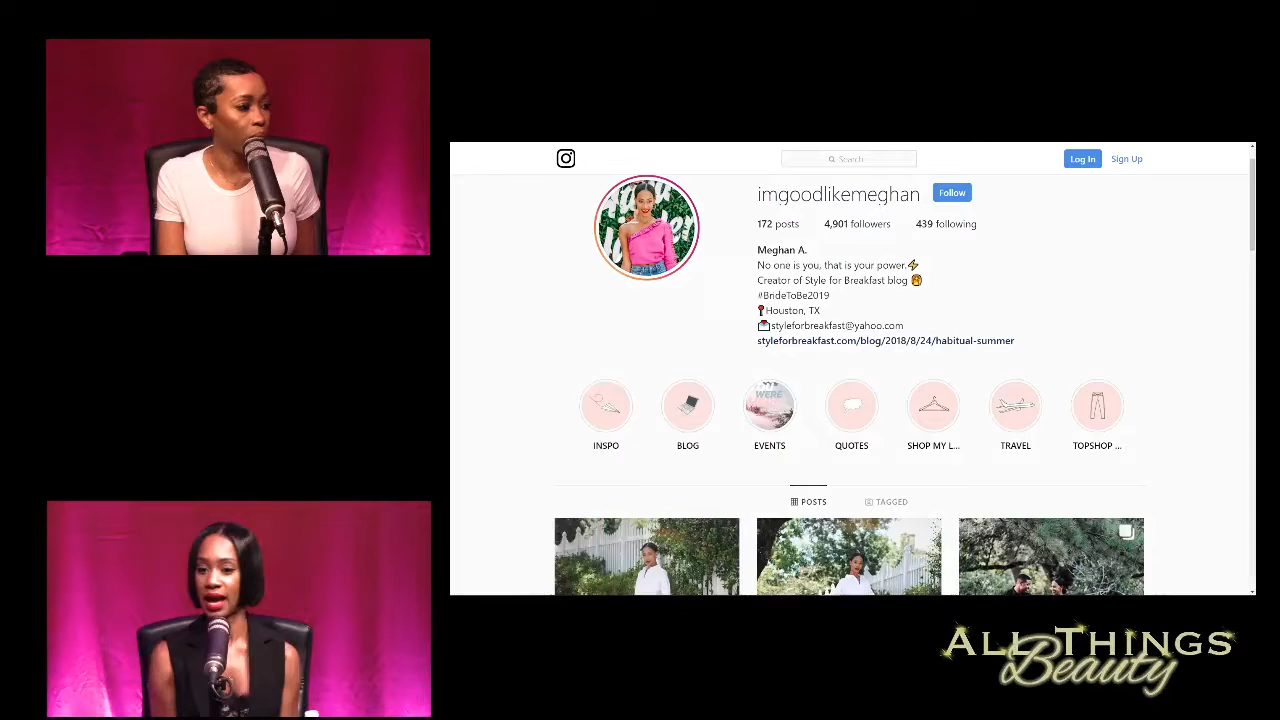 Search
Log In
Sign Up
imgoodlikemeghan
Follow
172 posts
4,901 followers
439 following
Meghan A.
No one is you, that is your power.⚡
Creator of Style for Breakfast blog
#BrideToBe2019
📍Houston, TX
styleforbreakfast@yahoo.com
styleforbreakfast.com/blog/2018/8/24/habitual-summer
WERE
INSPO
BLOG
EVENTS
QUOTES
SHOP MY L...
TRAVEL
TOPSHOP ...
POSTS
TAGGED
ALL THINGS
Beauty